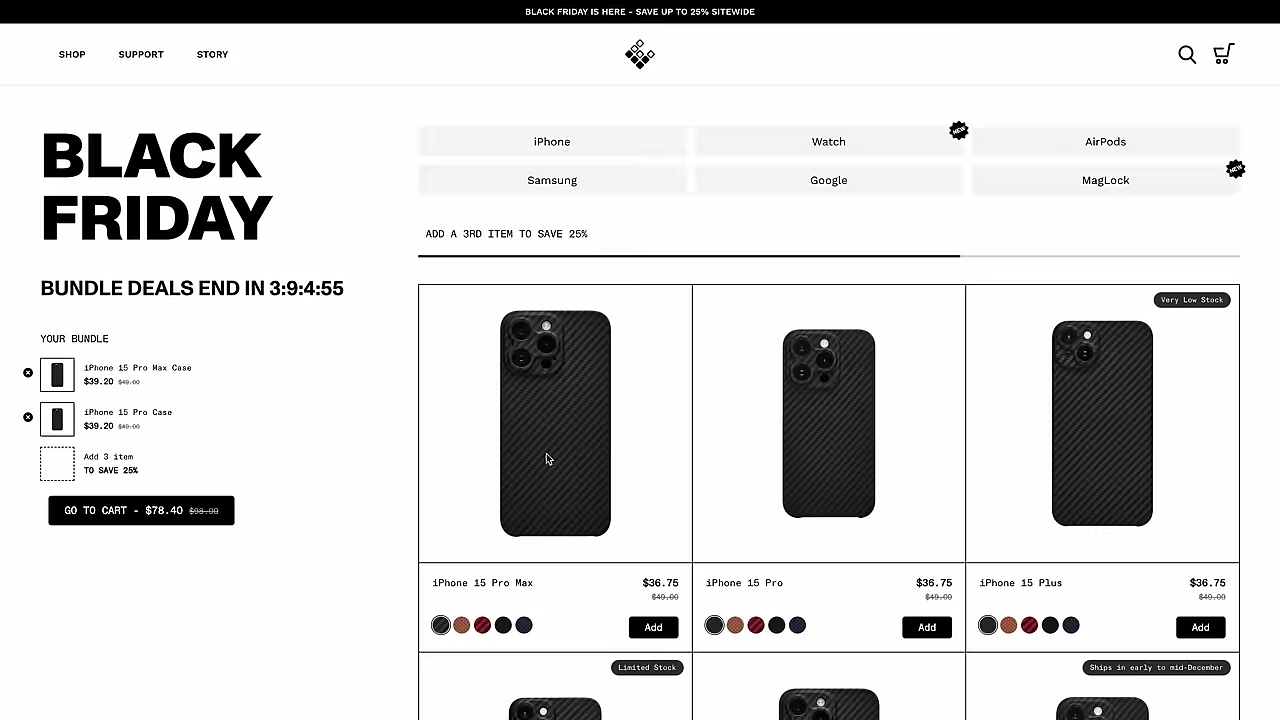 BLACK FRIDAY IS HERE - SAVE UP TO 25% SITEWIDE
SHOP
SUPPORT
STORY
BLACK
FRIDAY
BUNDLE DEALS END IN 3:9:4:55
YOUR BUNDLE
iPhone 15 Pro Max Case
$39.20 $49.00
iPhone 15 Pro Case
$39.20 $49.00
Add 3 item
TO SAVE 25%
GO TO CART - $78.40 $98.00
iPhone
Watch
NEW
AirPods
Samsung
Google
MagLock
NEW
ADD A 3RD ITEM TO SAVE 25%
Very Low Stock
iPhone 15 Pro Max
$36.75
$49.00
Add
iPhone 15 Pro
$36.75
$49.00
Add
iPhone 15 Plus
$36.75
$49.00
Add
Limited Stock
Ships in early to mid-December